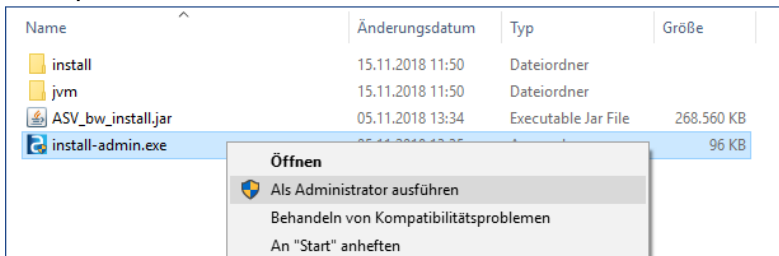 Name Änderungsdatum Typ Größe
install 15.11.2018 11:50 Dateiordner
jvm 15.11.2018 11:50 Dateiordner
ASV_bw_install.jar 05.11.2018 13:34 Executable Jar File 268.560 KB
install-admin.exe 96 KB
Öffnen
Als Administrator ausführen
Behandeln von Kompatibilitätsproblemen
An "Start" anheften